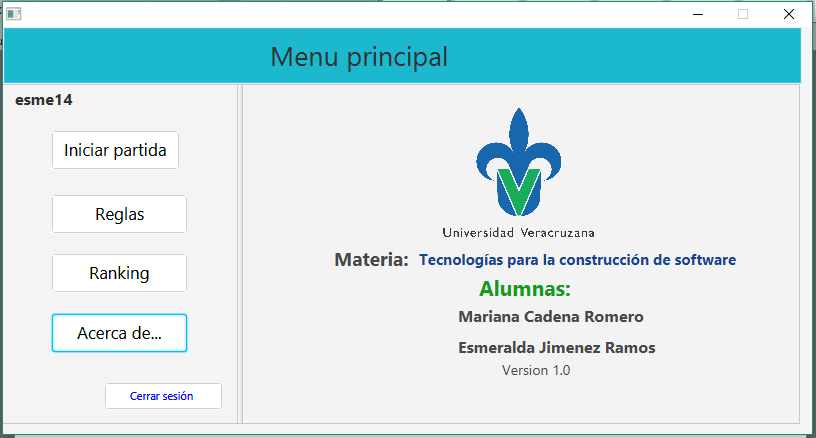 Menu principal
esme14
Iniciar partida
Reglas
Ranking
Acerca de...
Cerrar sesión
Universidad Veracruzana
Materia: Tecnologías para la construcción de software
Alumnas:
Mariana Cadena Romero
Esmeralda Jimenez Ramos
Version 1.0